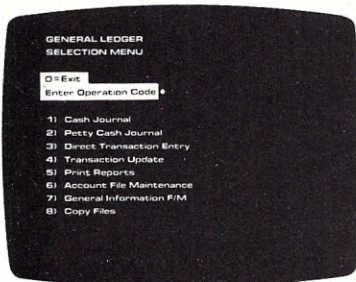 GENERAL LEDGER
SELECTION MENU
0=Exit
Enter Operation Code
1) Cash Journal
2) Petty Cash Journal
3) Direct Transaction Entry
4) Transaction Update
5) Print Reports
6) Account File Maintenance
7) General Information F/M
8) Copy Files